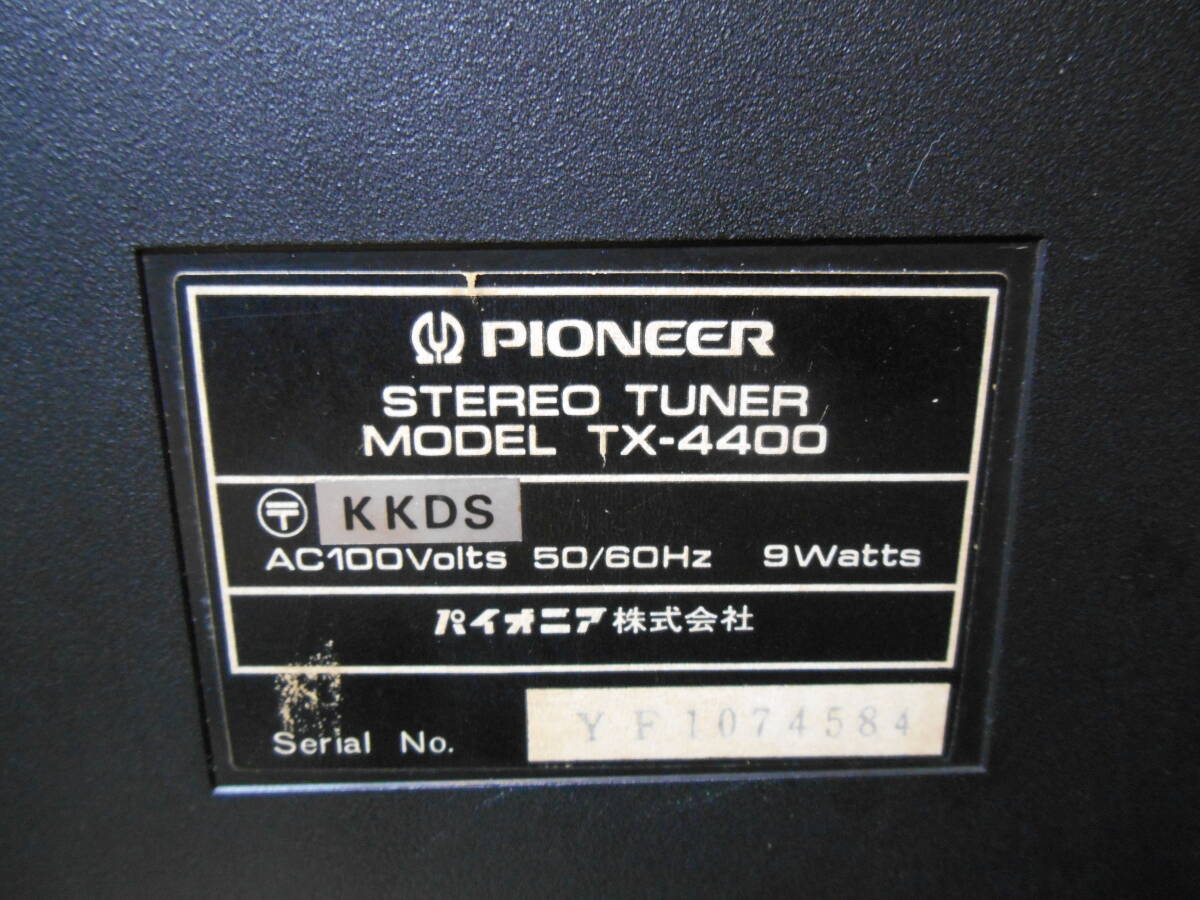 PIONEER
STEREO TUNER
MODEL TX-4400
〶 KKDS
AC100Volts 50/60Hz 9Watts
パイオニア株式会社
Serial No. YF1074584